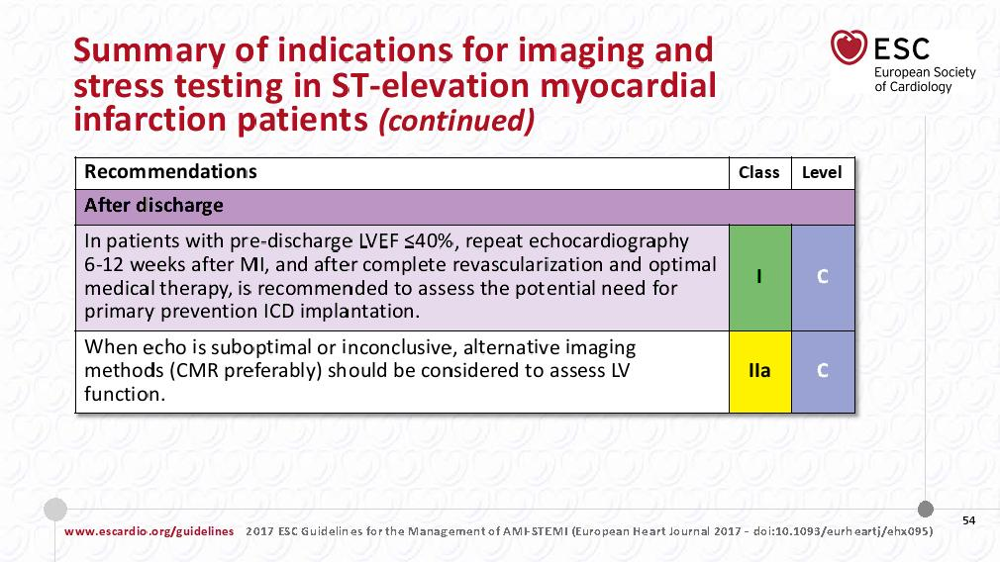 Summary of indications for imaging and
stress testing in ST-elevation myocardial
infarction patients (continued)
ESC
European Society
of Cardiology
Recommendations Class Level
After discharge
In patients with pre-discharge LVEF ≤40%, repeat echocardiography
6-12 weeks after MI, and after complete revascularization and optimal
medical therapy, is recommended to assess the potential need for
primary prevention ICD implantation.
I C
When echo is suboptimal or inconclusive, alternative imaging
methods (CMR preferably) should be considered to assess LV
function.
IIa C
54
www.escardio.org/guidelines 2017 ESC Guidelines for the Management of AMI-STEMI (European Heart Journal 2017 - doi:10.1093/eurheartj/ehx095)